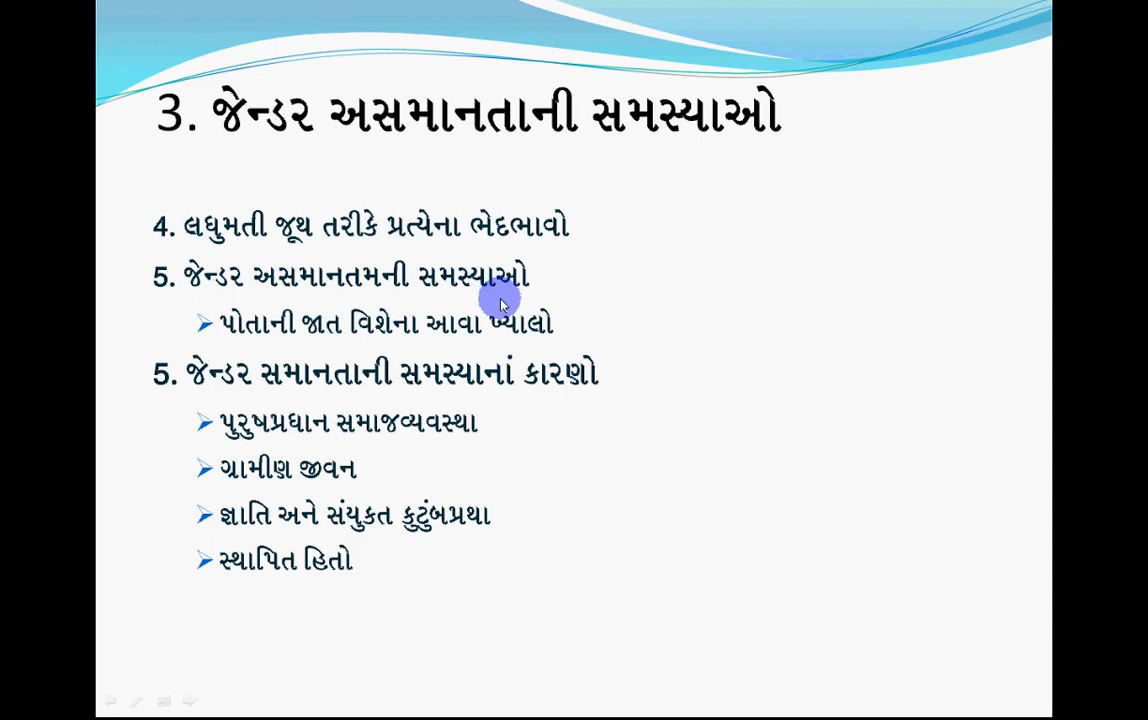 3. જેન્ડર અસમાનતાની સમસ્યાઓ
4. લઘુમતી જૂથ તરીકે પ્રત્યેના ભેદભાવો
5. જેન્ડર અસમાનતમની સમસ્યાઓ
પોતાની જાત વિશેના આવા ખ્યાલો
5. જેન્ડર સમાનતાની સમસ્યાનાં કારણો
પુરુષપ્રધાન સમાજવ્યવસ્થા
ગ્રામીણ જીવન
જ્ઞાતિ અને સંયુકત કુટુંબપ્રથા
સ્થાપિત હિતો